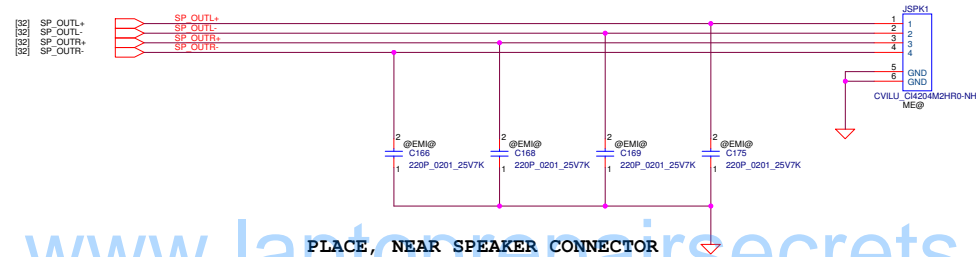 JSPK1
[32] SP_OUTL+ SP_OUTL+ 1 1
[32] SP_OUTL- SP_OUTL- 2 2
[32] SP_OUTR+ SP_OUTR+ 3 3
[32] SP_OUTR- SP_OUTR- 4 4
5 GND
6 GND
CVILU_CI4204M2HR0-NH
ME@
2 2 2 2
@EMI@ @EMI@ @EMI@ @EMI@
C166 C168 C169 C175
220P_0201_25V7K 220P_0201_25V7K 220P_0201_25V7K 220P_0201_25V7K
1 1 1 1
www.laptoprepairsecrets
PLACE, NEAR SPEAKER CONNECTOR